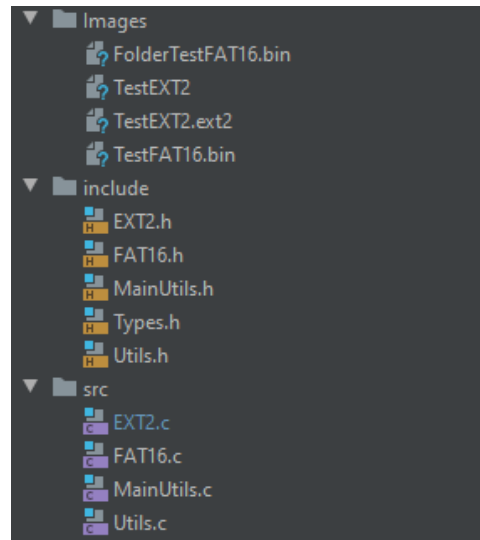 Images
FolderTestFAT16.bin
TestEXT2
TestEXT2.ext2
TestFAT16.bin
include
H EXT2.h
H FAT16.h
H MainUtils.h
H Types.h
H Utils.h
src
C EXT2.c
C FAT16.c
C MainUtils.c
C Utils.c